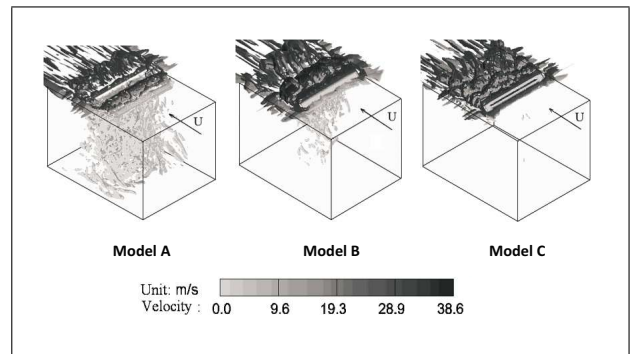 U
U
U
Model A
Model B
Model C
Unit: m/s
Velocity : 0.0 9.6 19.3 28.9 38.6